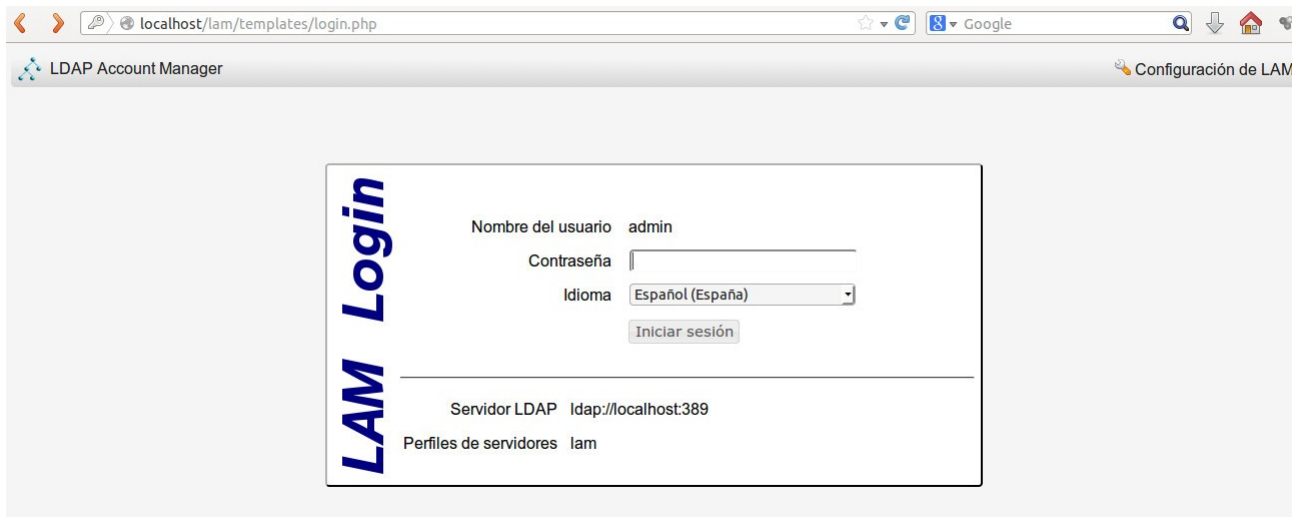 localhost/lam/templates/login.php
8 Google
LDAP Account Manager
Configuración de LAM
LAM Login
Nombre del usuario admin
Contraseña
Idioma Español (España)
Iniciar sesión
Servidor LDAP ldap://localhost:389
Perfiles de servidores lam